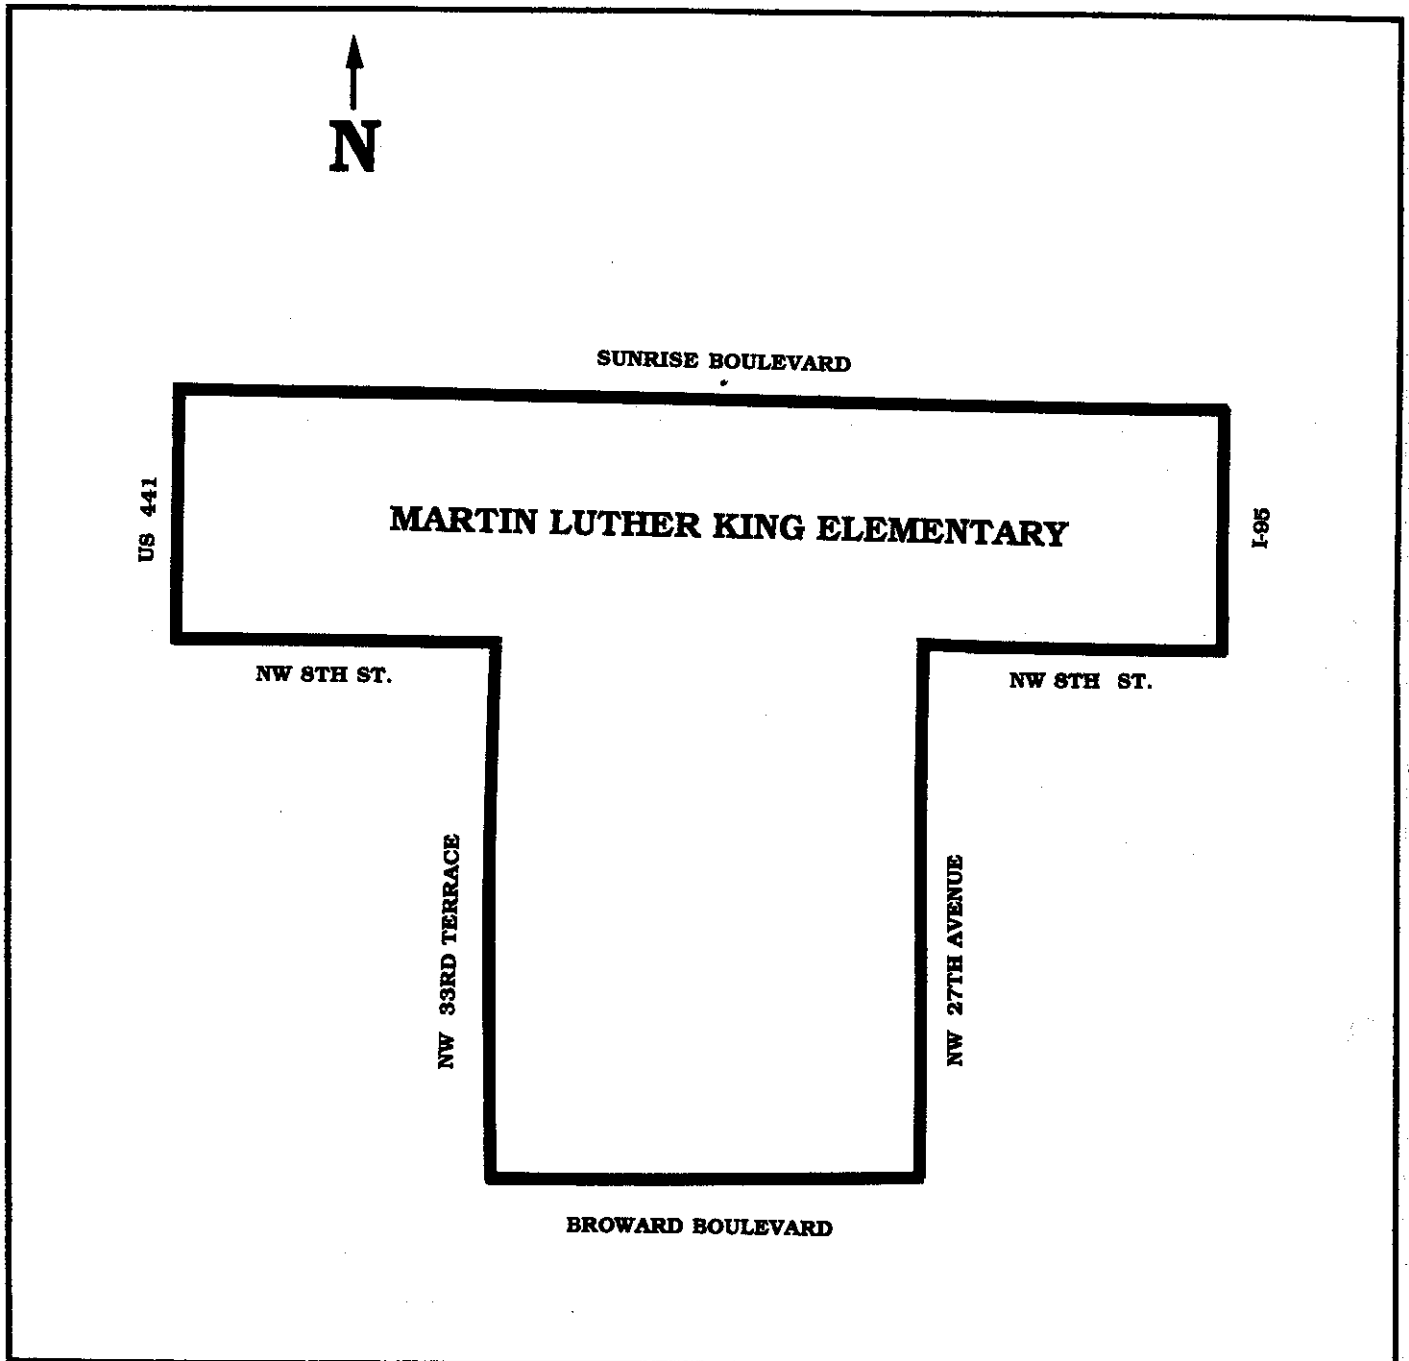 N
SUNRISE BOULEVARD
US 441
MARTIN LUTHER KING ELEMENTARY
I-95
NW 8TH ST.
NW 8TH ST.
NW 33RD TERRACE
NW 27TH AVENUE
BROWARD BOULEVARD